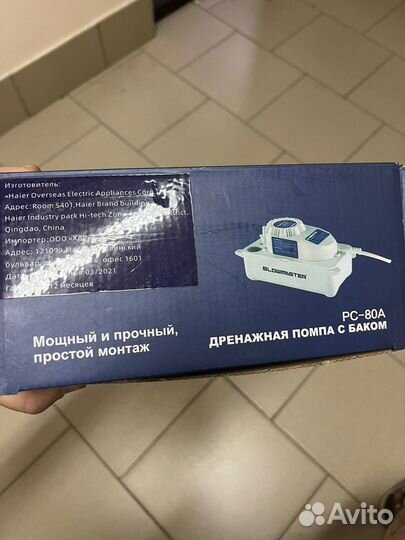 Изготовитель:
«Haier Overseas Electric Appliances Corp.
Адрес: Room S401, Haier Brand building,
Haier Industry park Hi-tech Zone
Qingdao, China
Импортер: ООО
Адрес: 121099,
бульвар офис 1601
03/2021
12 месяцев
BLOWMASTER
PC-80A
Мощный и прочный,
простой монтаж
ДРЕНАЖНАЯ ПОМПА С БАКОМ
Avito